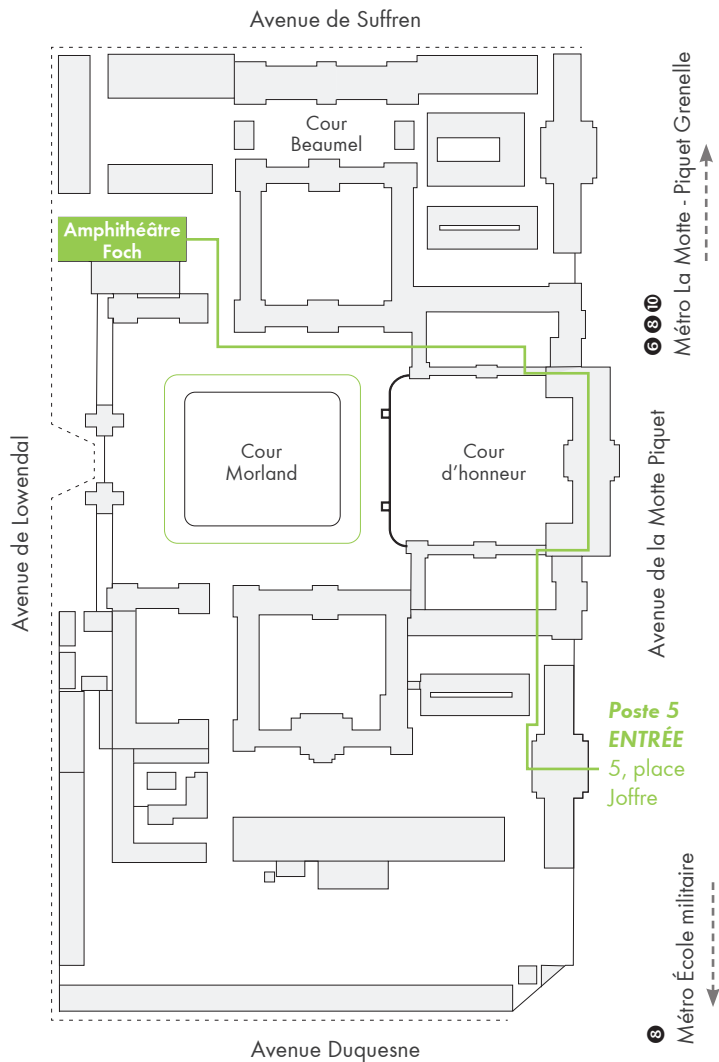 Avenue de Suffren
Cour
Beaumel
Métro La Motte - Piquet Grenelle
6 8 10
Amphithéâtre
Foch
Avenue de Lowendal
Cour
Morland
Cour
d'honneur
Avenue de la Motte Piquet
Poste 5
ENTRÉE
5, place
Joffre
Métro École militaire
8
Avenue Duquesne